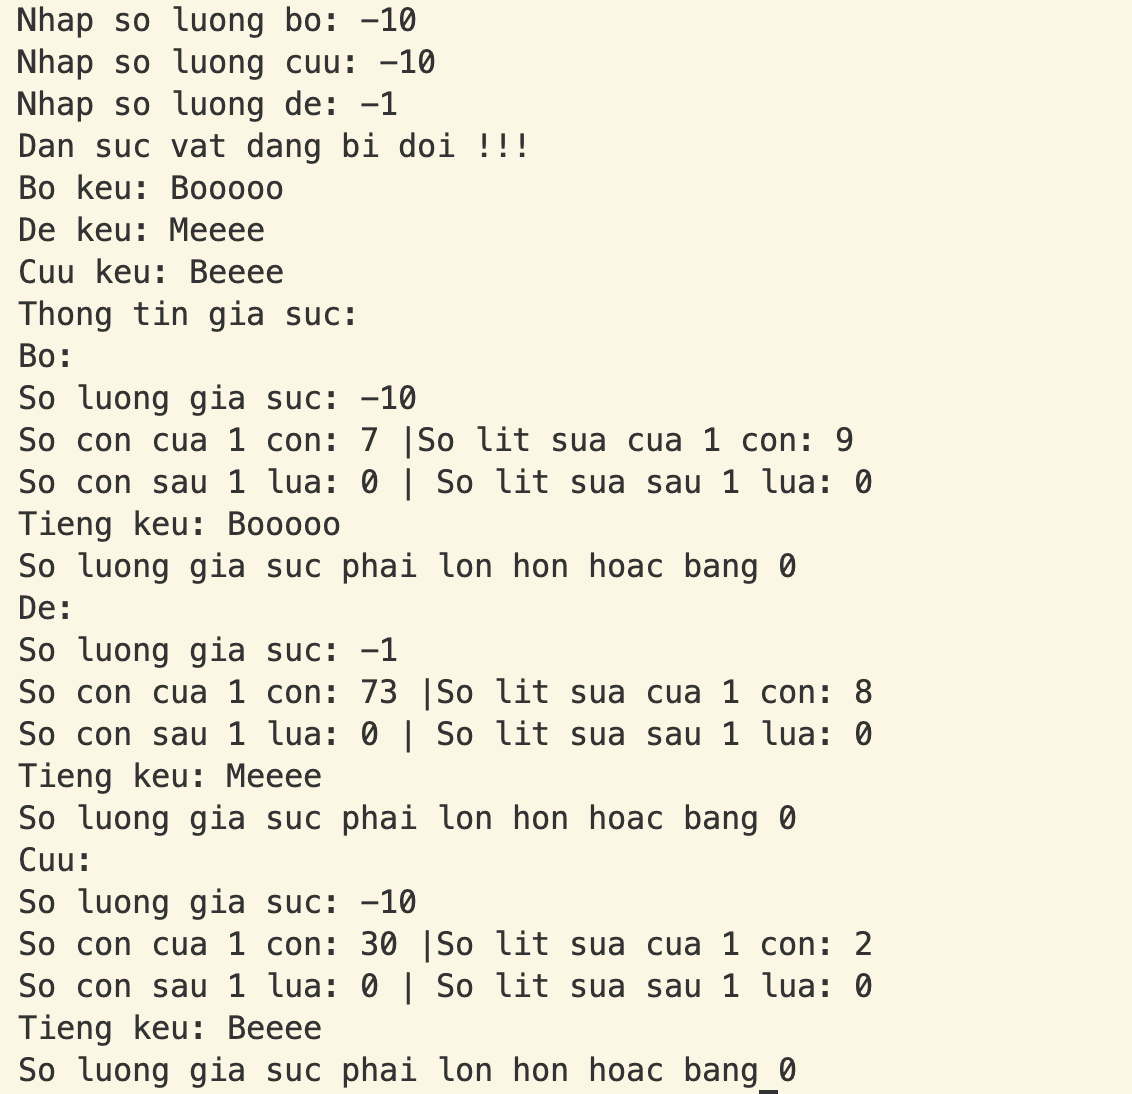 Nhap so luong bo: -10
Nhap so luong cuu: -10
Nhap so luong de: -1
Dan suc vat dang bi doi !!!
Bo keu: Booooo
De keu: Meeee
Cuu keu: Beeee
Thong tin gia suc:
Bo:
So luong gia suc: -10
So con cua 1 con: 7 |So lit sua cua 1 con: 9
So con sau 1 lua: 0 | So lit sua sau 1 lua: 0
Tieng keu: Booooo
So luong gia suc phai lon hon hoac bang 0
De:
So luong gia suc: -1
So con cua 1 con: 73 |So lit sua cua 1 con: 8
So con sau 1 lua: 0 | So lit sua sau 1 lua: 0
Tieng keu: Meeee
So luong gia suc phai lon hon hoac bang 0
Cuu:
So luong gia suc: -10
So con cua 1 con: 30 |So lit sua cua 1 con: 2
So con sau 1 lua: 0 | So lit sua sau 1 lua: 0
Tieng keu: Beeee
So luong gia suc phai lon hon hoac bang 0